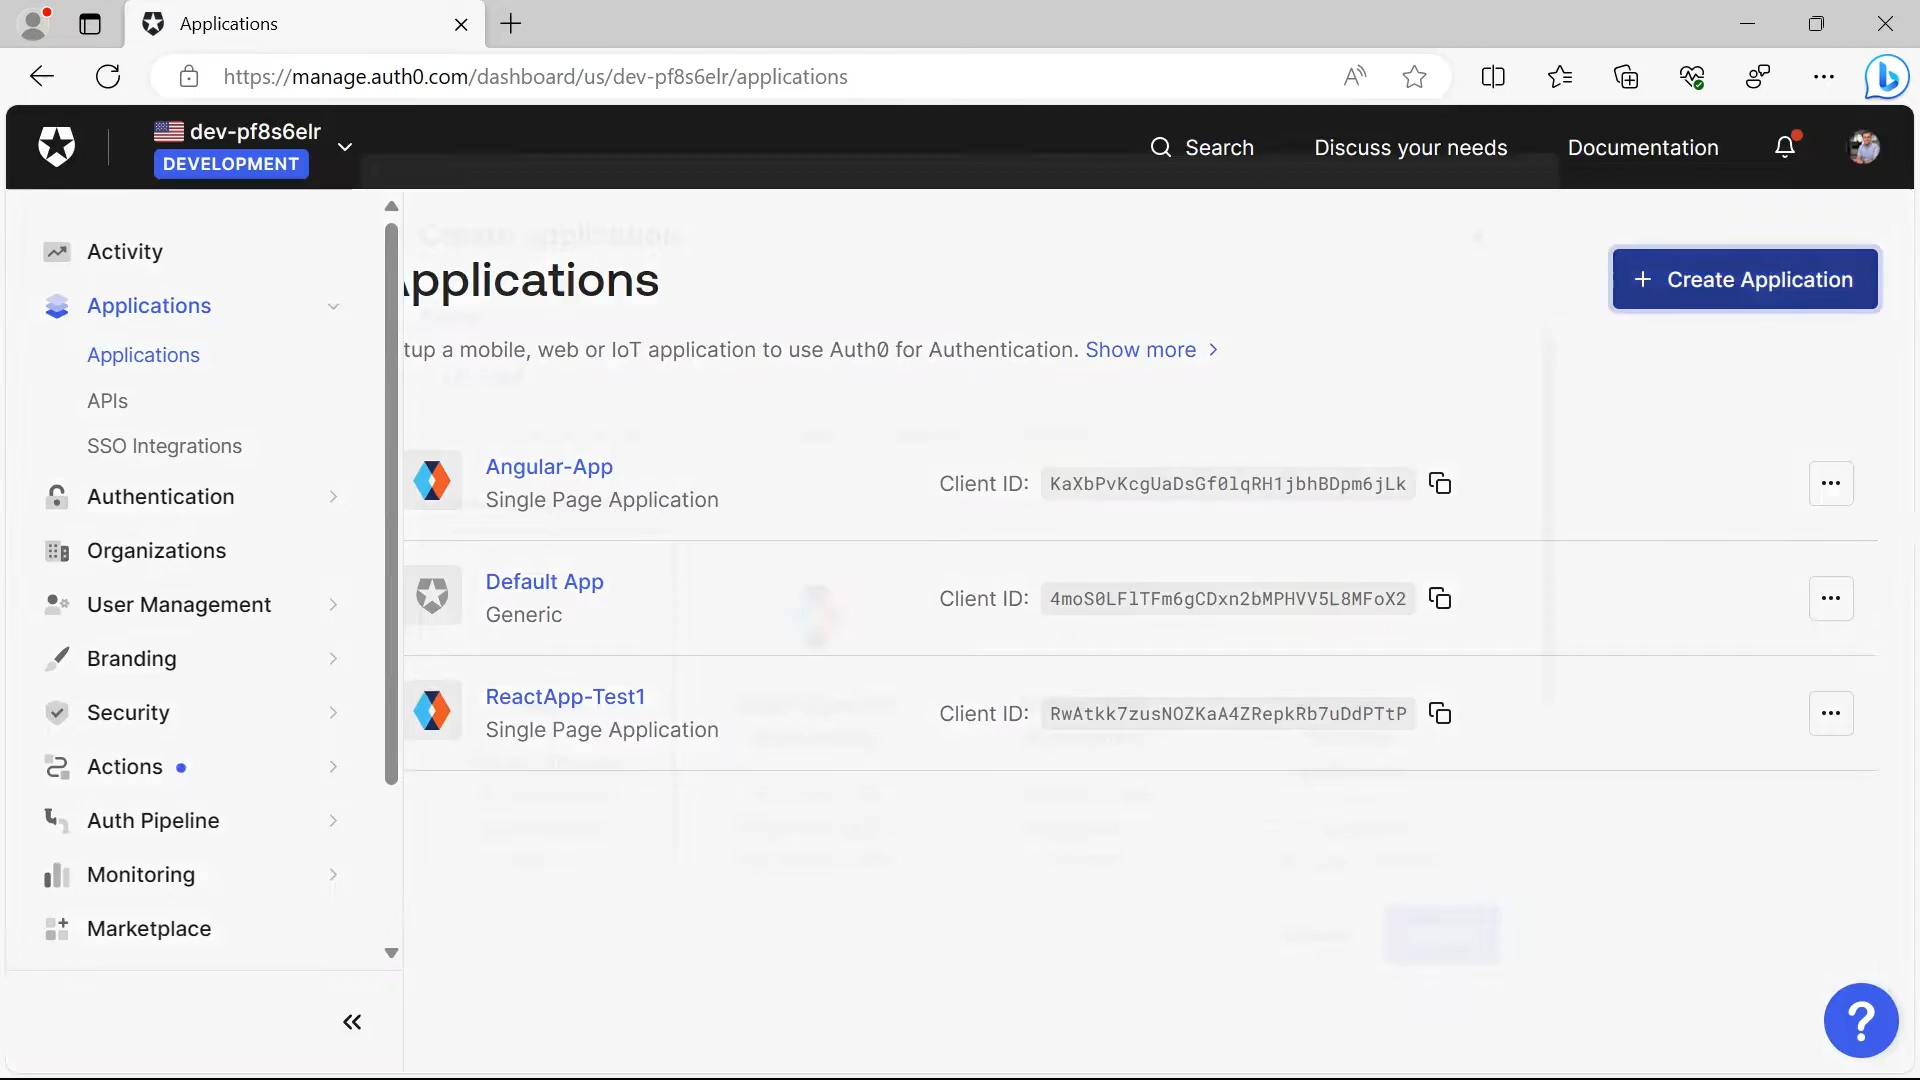 Applications
https://manage.auth0.com/dashboard/us/dev-pf8s6elr/applications
dev-pf8s6elr
DEVELOPMENT
Search
Discuss your needs
Documentation
Activity
Applications
Applications
APIs
SSO Integrations
Authentication
Organizations
User Management
Branding
Security
Actions
Auth Pipeline
Monitoring
Marketplace
Create application
pplications
+ Create Application
tup a mobile, web or IoT application to use Auth0 for Authentication. Show more >
Angular-App
Single Page Application
Client ID: KaXbPvKcgUaDsGf0lqRH1jbhBDpm6jLk
Default App
Generic
Client ID: 4moS0LFlTFm6gCDxn2bMPHVV5L8MFoX2
ReactApp-Test1
Single Page Application
Client ID: RwAtkk7zusNOZKaA4ZRepkRb7uDdPTtP
?